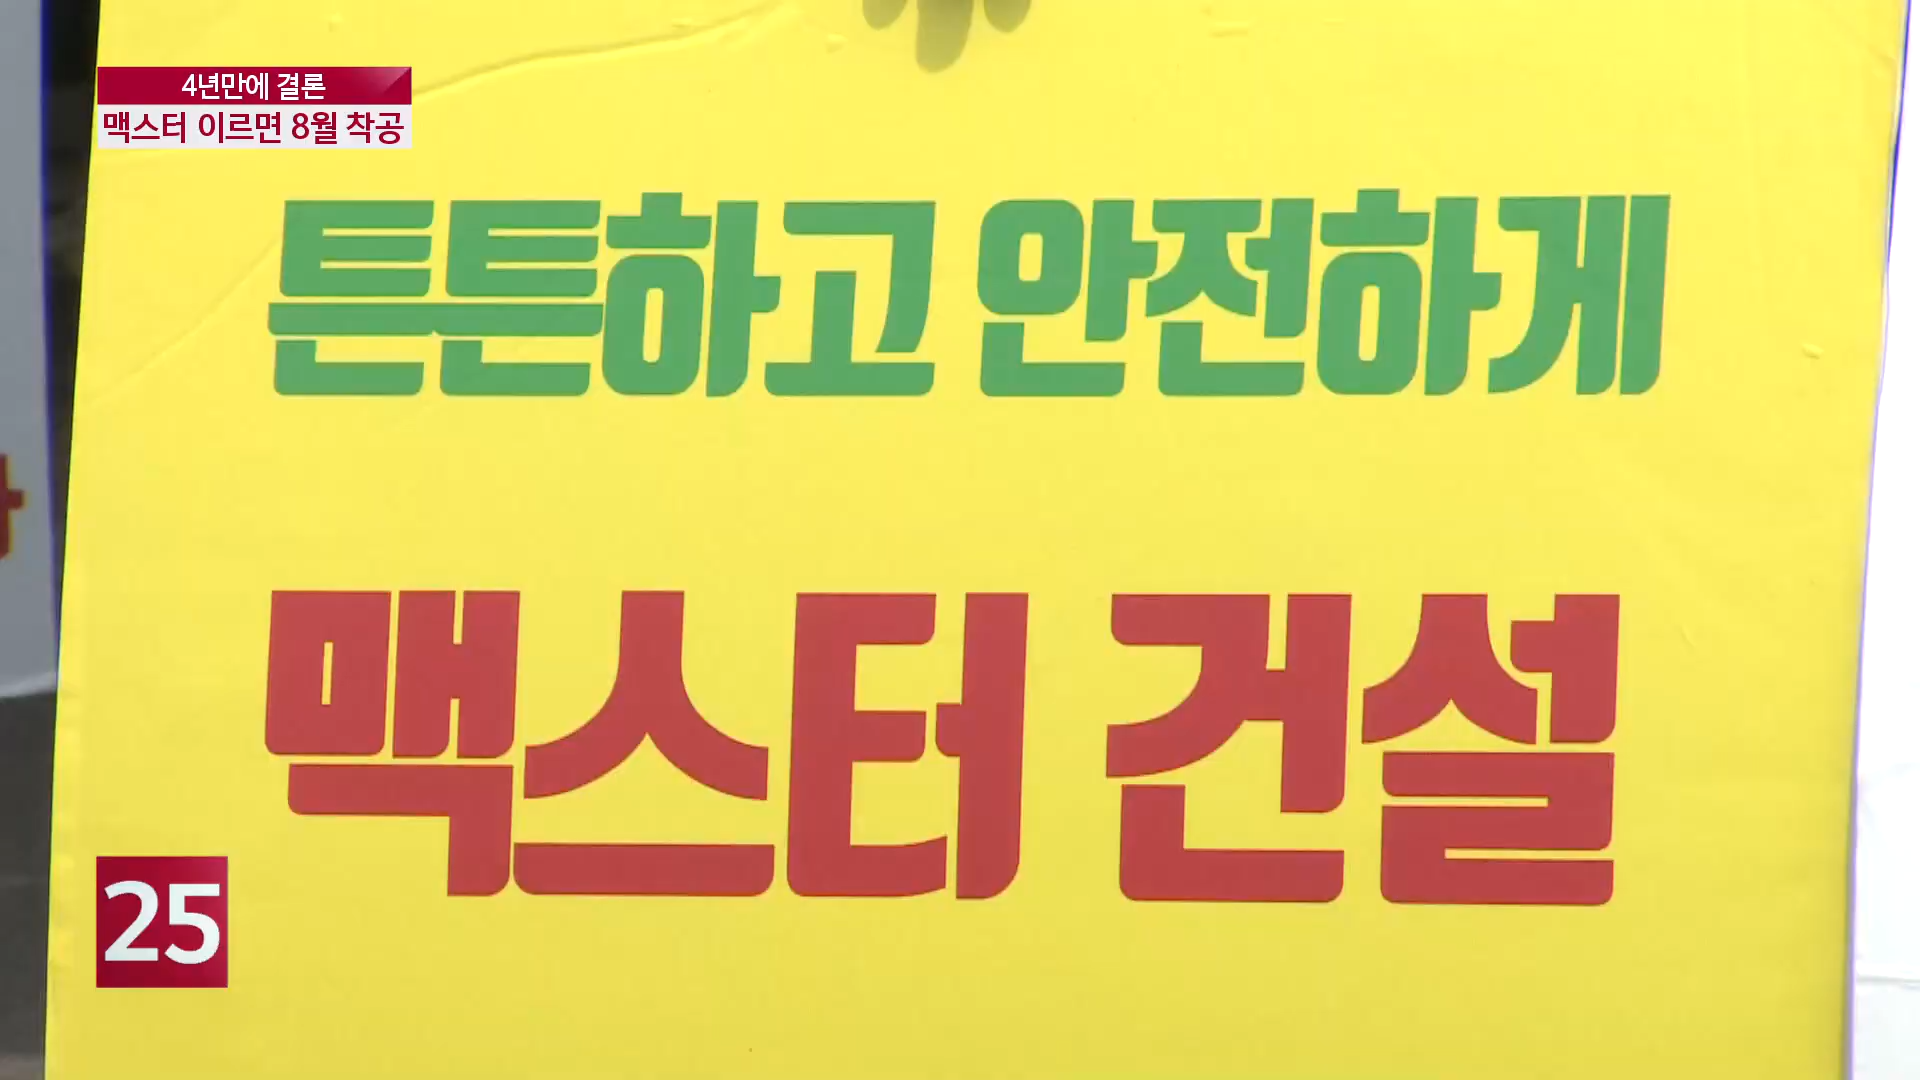 4년만에 결론
맥스터 이르면 8월 착공
튼튼하고 안전하게
맥스터 건설
25